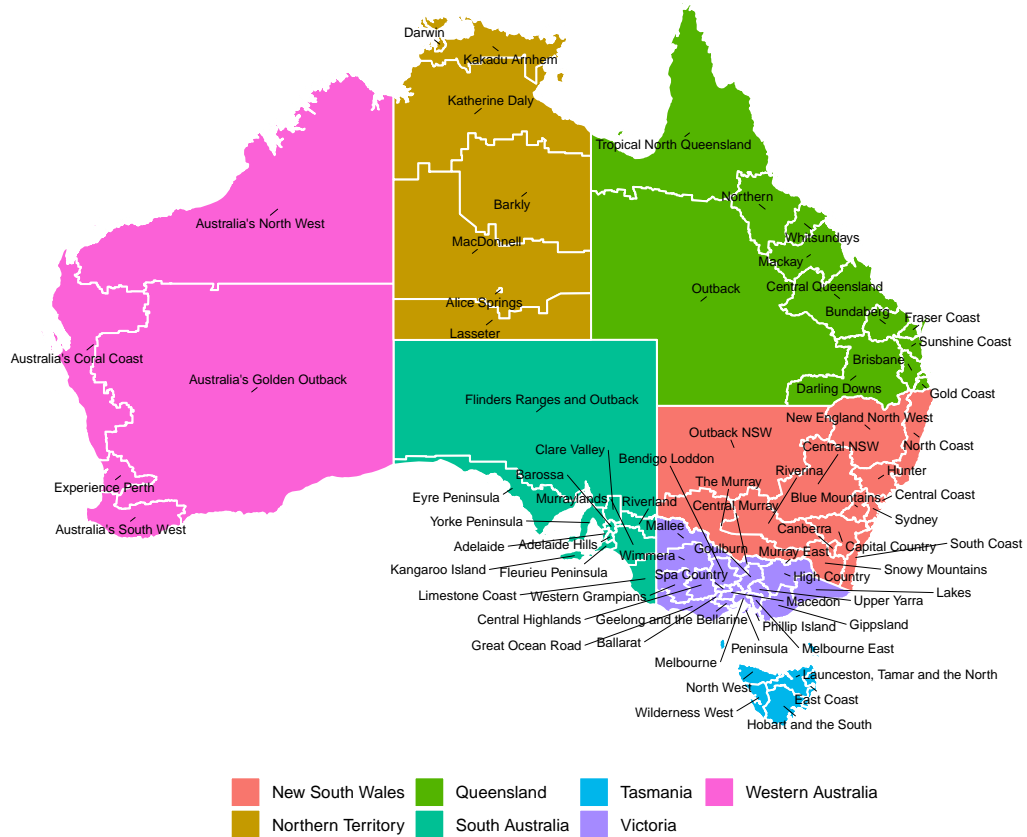 Darwin
Kakadu Arnhem
Katherine Daly
Tropical North Queensland
Northern
Barkly
Australia's North West
Whitsundays
MacDonnell
Mackay
Outback
Central Queensland
Alice Springs
Bundaberg
Fraser Coast
Lasseter
Sunshine Coast
Australia's Coral Coast
Brisbane
Australia's Golden Outback
Darling Downs
Gold Coast
Flinders Ranges and Outback
New England North West
Outback NSW
Central NSW
North Coast
Clare Valley
Bendigo Loddon
Riverina
Hunter
Barossa
The Murray
Experience Perth
Eyre Peninsula
Murraylands
Riverland
Central Murray
Blue Mountains
Central Coast
Yorke Peninsula
Mallee
Sydney
Australia's South West
Canberra
Adelaide
Adelaide Hills
Goulburn
Murray East
Capital Country
South Coast
Wimmera
Kangaroo Island
Fleurieu Peninsula
Spa Country
High Country
Snowy Mountains
Limestone Coast
Western Grampians
Macedon
Upper Yarra
Lakes
Central Highlands
Geelong and the Bellarine
Phillip Island
Gippsland
Great Ocean Road
Ballarat
Peninsula
Melbourne East
Melbourne
Launceston, Tamar and the North
North West
East Coast
Wilderness West
Hobart and the South
New South Wales
Queensland
Tasmania
Western Australia
Northern Territory
South Australia
Victoria